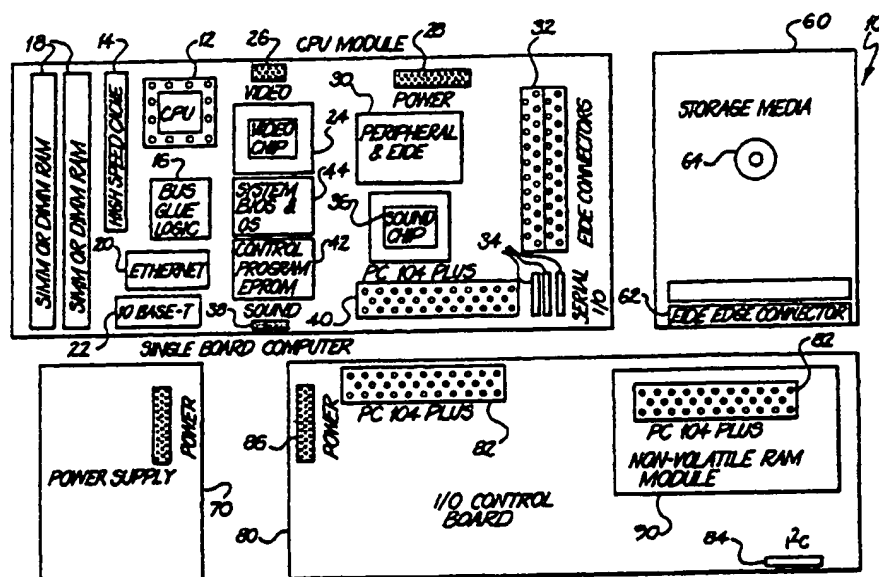 CPU MODULE
18
14
12
26
28
32
60
10
SIMM OR DIMM RAM
SIMM OR DIMM RAM
HIGH SPEED CACHE
CPU
VIDEO
VIDEO CHIP
24
30
POWER
PERIPHERAL & EIDE
EIDE CONNECTORS
STORAGE MEDIA
64
16
BUS GLUE LOGIC
44
SYSTEM BIOS & OS
36
SOUND CHIP
20
ETHERNET
42
CONTROL PROGRAM EPROM
34
PC 104 PLUS
SERIAL I/O
22
10 BASE-T
38
SOUND
40
62
EIDE EDGE CONNECTOR
SINGLE BOARD COMPUTER
POWER
POWER SUPPLY
70
86
POWER
PC 104 PLUS
82
82
PC 104 PLUS
NON-VOLATILE RAM MODULE
I/O CONTROL BOARD
80
90
84
I²C